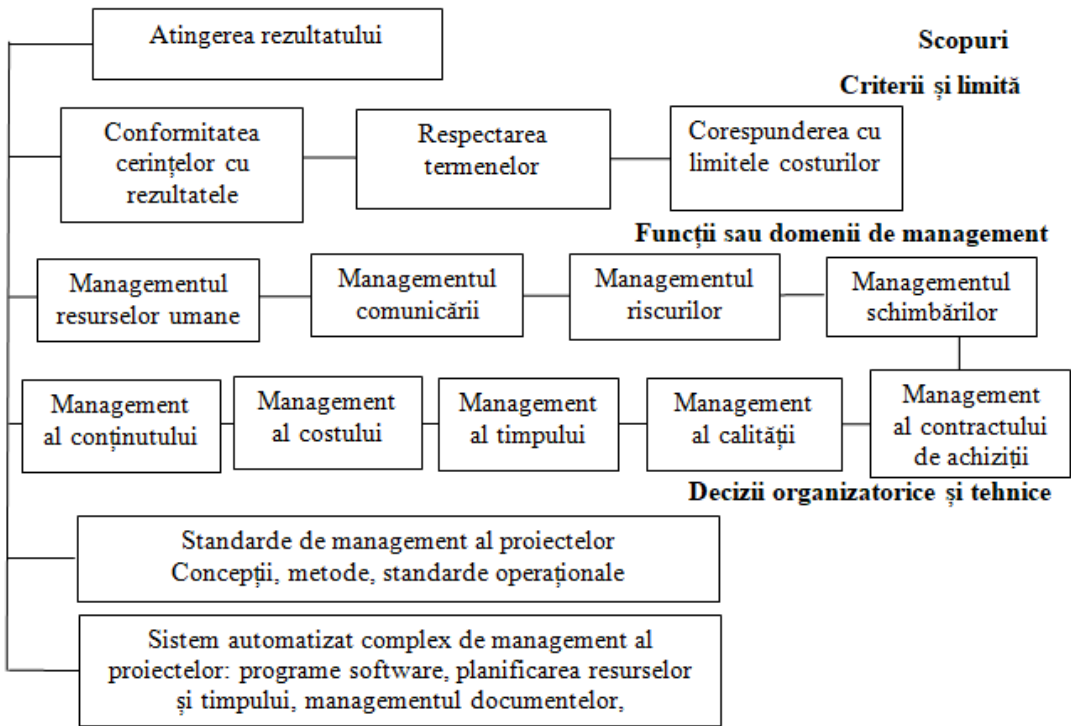 Atingerea rezultatului
Scopuri
Criterii și limită
Conformitatea
cerințelor cu
rezultatele
Respectarea
termenelor
Corespunderea cu
limitele costurilor
Funcții sau domenii de management
Managementul
resurselor umane
Managementul
comunicării
Managementul
riscurilor
Managementul
schimbărilor
Management
al conținutului
Management
al costului
Management
al timpului
Management
al calității
Management
al contractului
de achiziții
Decizii organizatorice și tehnice
Standarde de management al proiectelor
Concepții, metode, standarde operaționale
Sistem automatizat complex de management al
proiectelor: programe software, planificarea resurselor
și timpului, managementul documentelor,